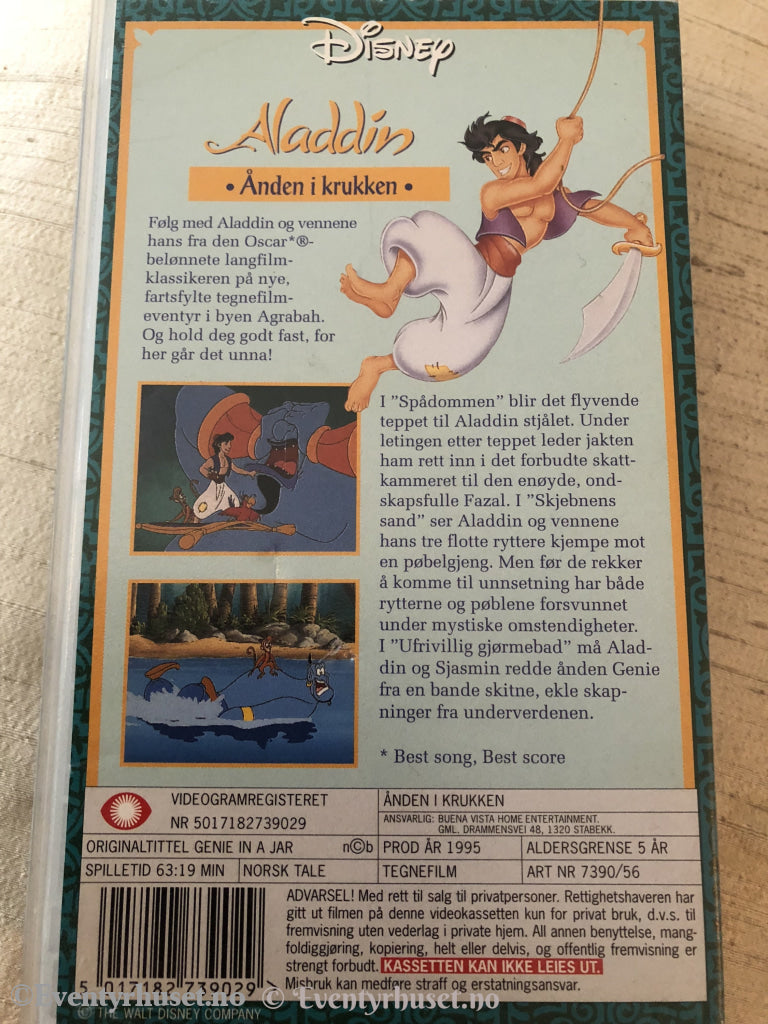 Disney
Aladdin
• Ånden i krukken •
Følg med Aladdin og vennene
hans fra den Oscar*®-
belønnete langfilm-
klassikeren på nye,
fartsfylte tegnefilm-
eventyr i byen Agrabah.
Og hold deg godt fast, for
her går det unna!
I "Spådommen" blir det flyvende
teppet til Aladdin stjålet. Under
letingen etter teppet leder jakten
ham rett inn i det forbudte skatt-
kammeret til den enøyde, ond-
skapsfulle Fazal. I "Skjebnens
sand" ser Aladdin og vennene
hans tre flotte ryttere kjempe mot
en pøbelgjeng. Men før de rekker
å komme til unnsetning har både
rytterne og pøblene forsvunnet
under mystiske omstendigheter.
I "Ufrivillig gjørmebad" må Alad-
din og Sjasmin redde ånden Genie
fra en bande skitne, ekle skap-
ninger fra underverdenen.
* Best song, Best score
VIDEOGRAMREGISTERET
NR 5017182739029
ÅNDEN I KRUKKEN
ANSVARLIG: BUENA VISTA HOME ENTERTAINMENT.
GML. DRAMMENSVEI 48, 1320 STABEKK.
ORIGINALTITTEL GENIE IN A JAR n©b PROD ÅR 1995 ALDERSGRENSE 5 ÅR
SPILLETID 63:19 MIN NORSK TALE TEGNEFILM ART NR 7390/56
ADVARSEL! Med rett til salg til privatpersoner. Rettighetshaveren har
gitt ut filmen på denne videokassetten kun for privat bruk, d.v.s. til
fremvisning uten vederlag i private hjem. All annen benyttelse, mang-
foldiggjøring, kopiering, helt eller delvis, og offentlig fremvisning er
strengt forbudt. KASSETTEN KAN IKKE LEIES UT.
Misbruk kan medføre straff og erstatningsansvar.
5 017182 739029 >
© Eventyrhuset.no © Eventyrhuset.no
© THE WALT DISNEY COMPANY